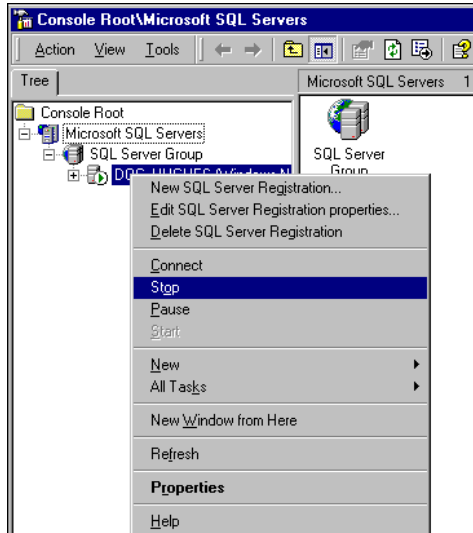 Console Root\Microsoft SQL Servers
Action View Tools
Tree
Microsoft SQL Servers 1
Console Root
Microsoft SQL Servers
SQL Server Group
SQL Server
Group
New SQL Server Registration...
Edit SQL Server Registration properties...
Delete SQL Server Registration
Connect
Stop
Pause
Start
New
All Tasks
New Window from Here
Refresh
Properties
Help